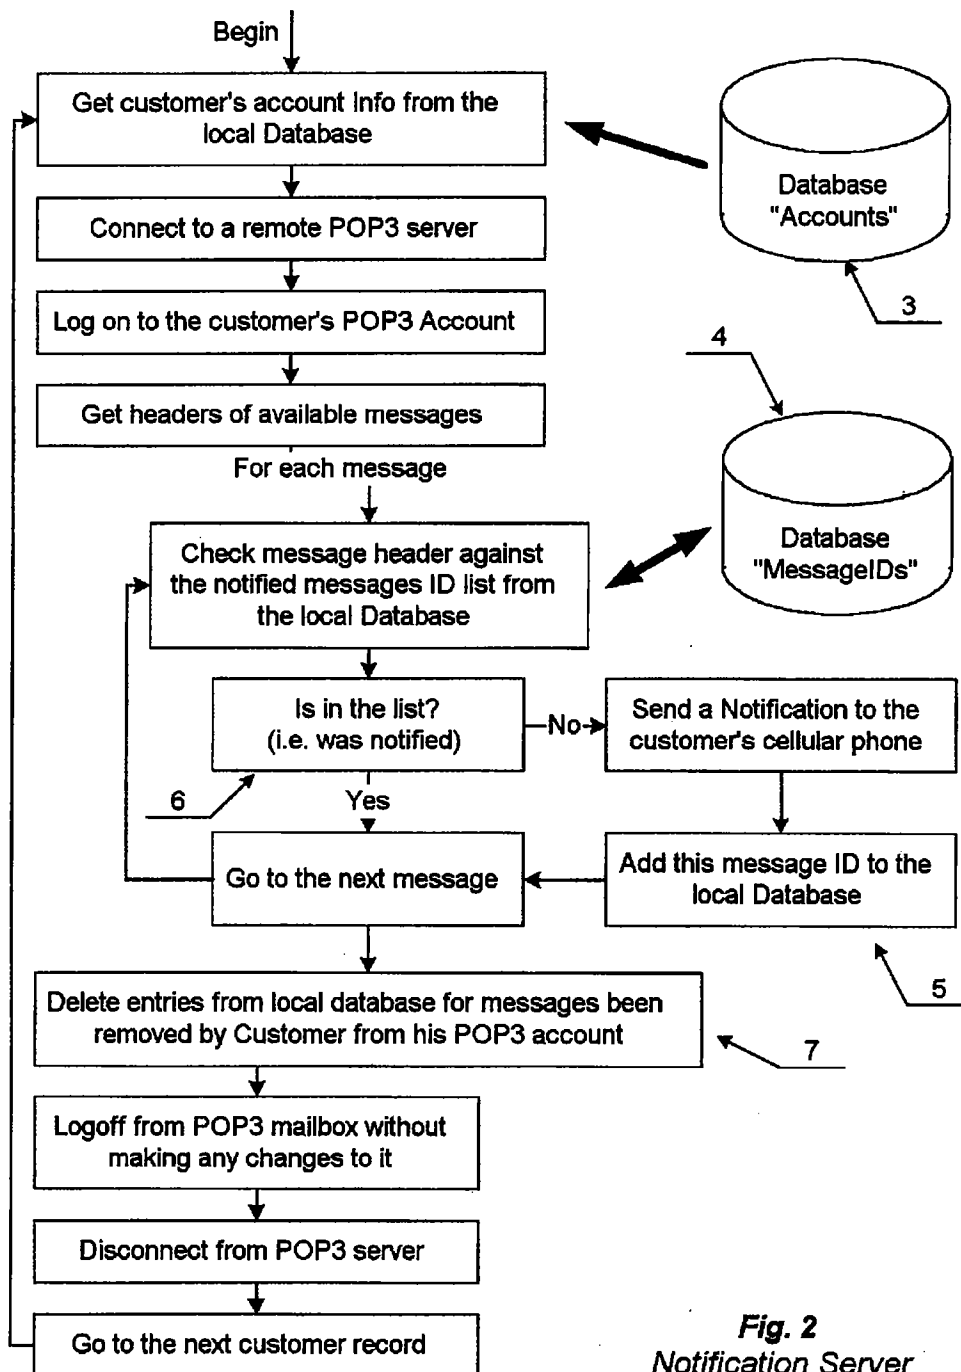 Begin
Get customer's account Info from the
local Database
Database
"Accounts"
Connect to a remote POP3 server
3
Log on to the customer's POP3 Account
4
Get headers of available messages
For each message
Check message header against
the notified messages ID list from
the local Database
Database
"MessageIDs"
Is in the list?
(i.e. was notified)
No
Send a Notification to the
customer's cellular phone
6
Yes
Go to the next message
Add this message ID to the
local Database
5
Delete entries from local database for messages been
removed by Customer from his POP3 account
7
Logoff from POP3 mailbox without
making any changes to it
Disconnect from POP3 server
Go to the next customer record
Fig. 2
Notification Server